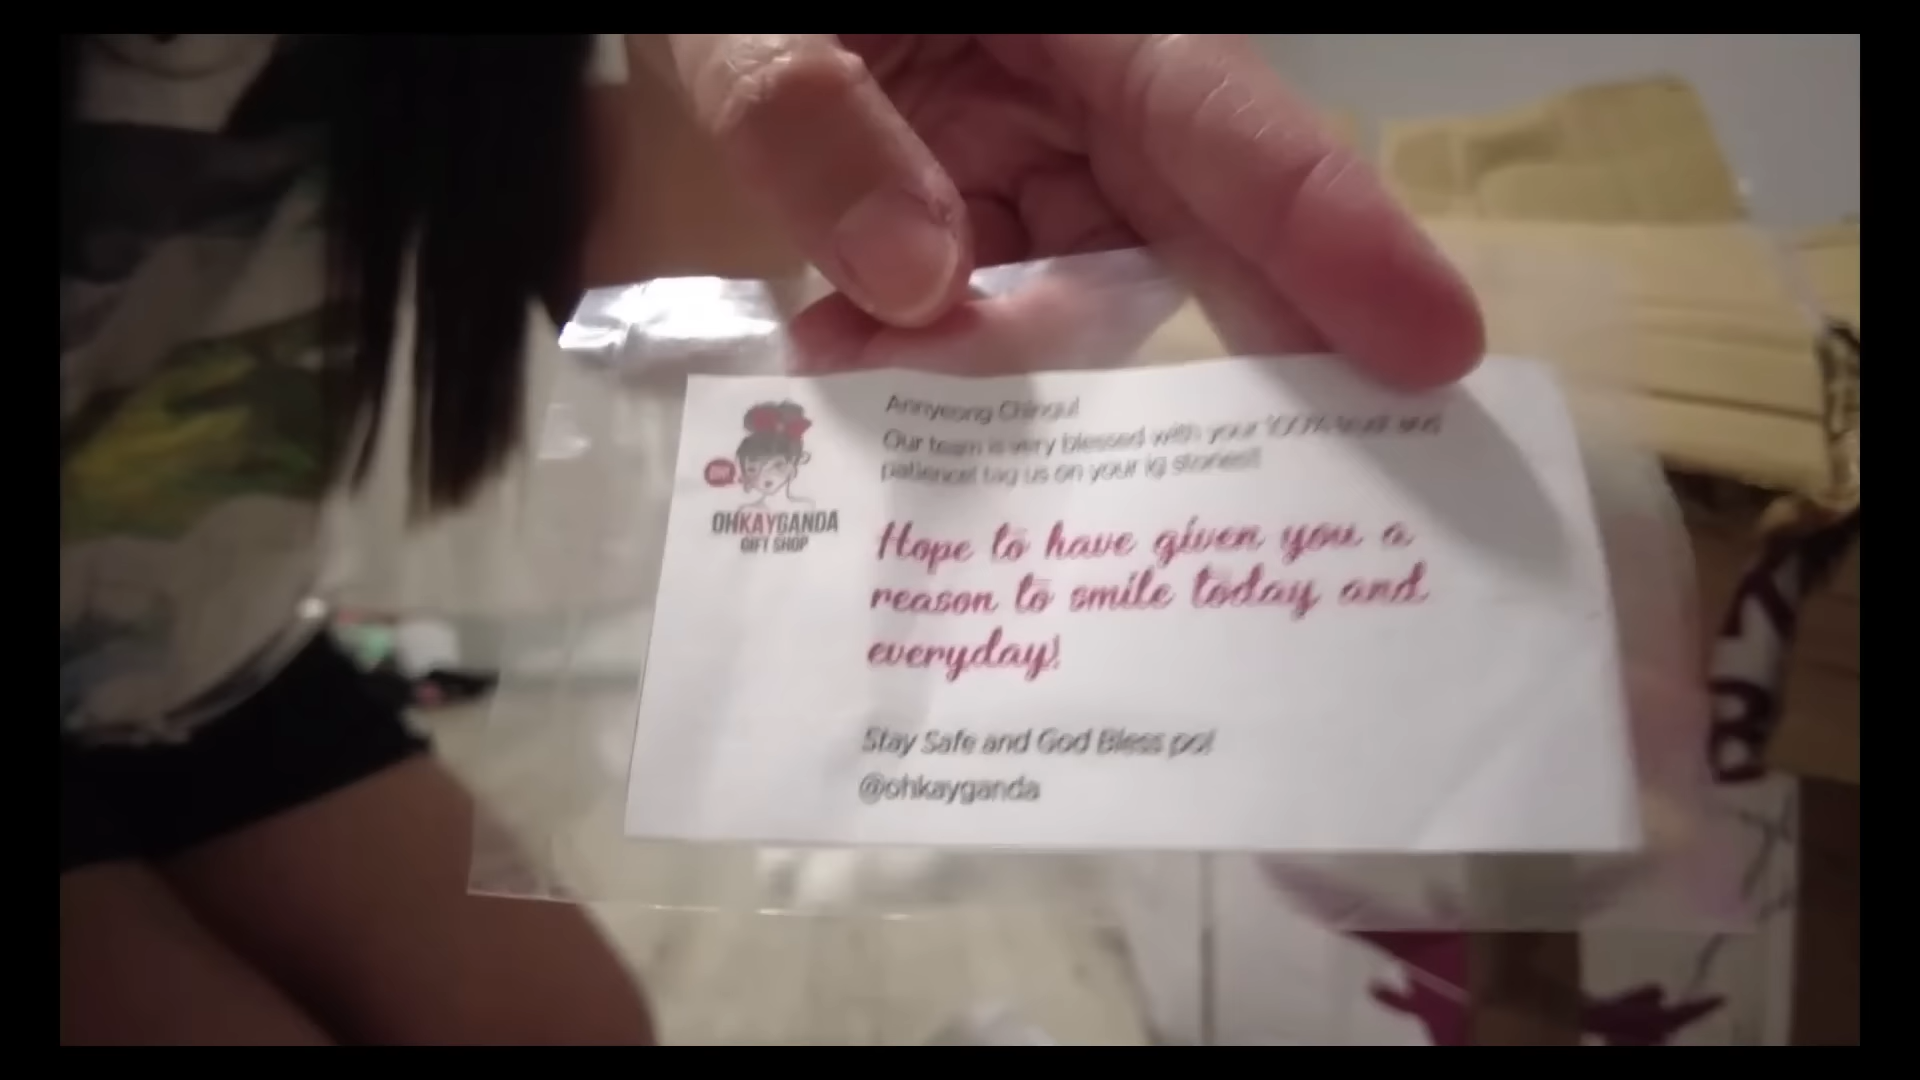 OH
OHKAYGANDA
GIFT SHOP
Annyeong Chingu!
Our team is very blessed with your 100% trust and
patience! tag us on your ig stories!!
Hope to have given you a
reason to smile today and
everyday!
Stay Safe and God Bless po!
@ohkayganda